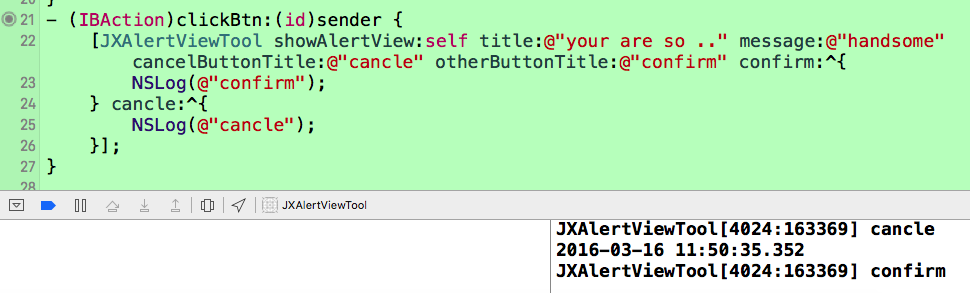 }
21 - (IBAction)clickBtn:(id)sender {
22 [JXAlertViewTool showAlertView:self title:@"your are so .." message:@"handsome"
cancelButtonTitle:@"cancle" otherButtonTitle:@"confirm" confirm:^{
23 NSLog(@"confirm");
24 } cancle:^{
25 NSLog(@"cancle");
26 }];
27 }
28
JXAlertViewTool
JXAlertViewTool[4024:163369] cancle
2016-03-16 11:50:35.352
JXAlertViewTool[4024:163369] confirm